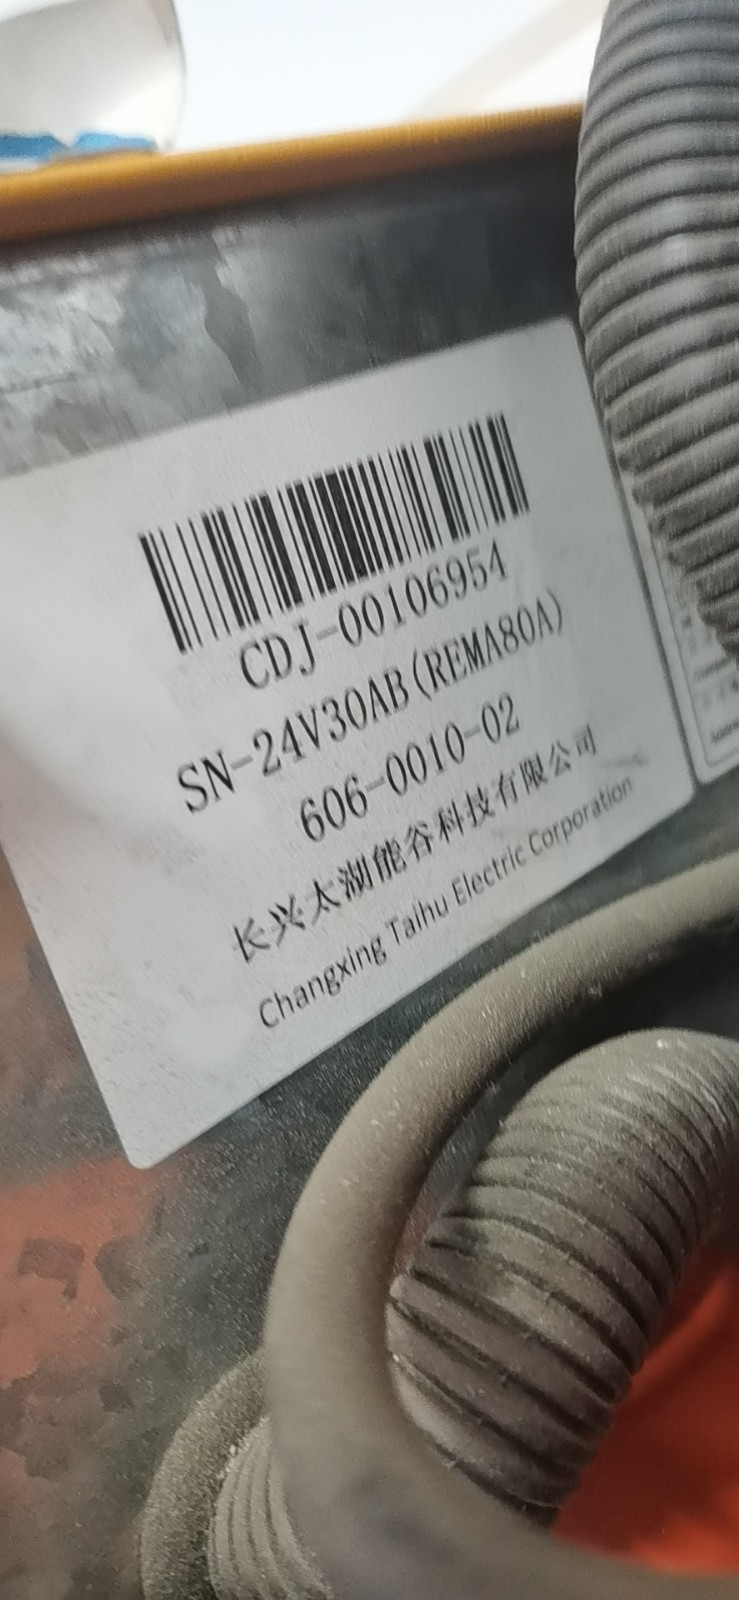 CDJ-00106954
SN-24V30AB(REMA80A)
606-0010-02
长兴太湖能谷科技有限公司
Changxing Taihu Electric Corporation